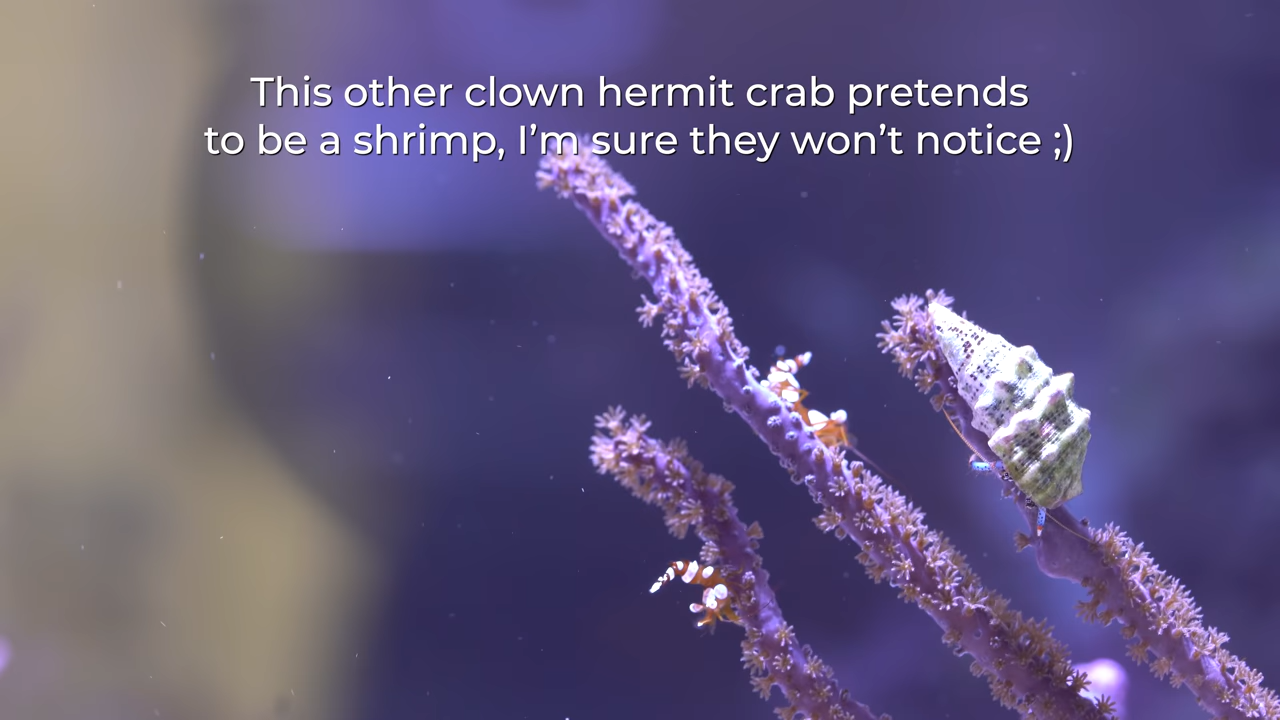 This other clown hermit crab pretends
to be a shrimp, I’m sure they won’t notice ;)